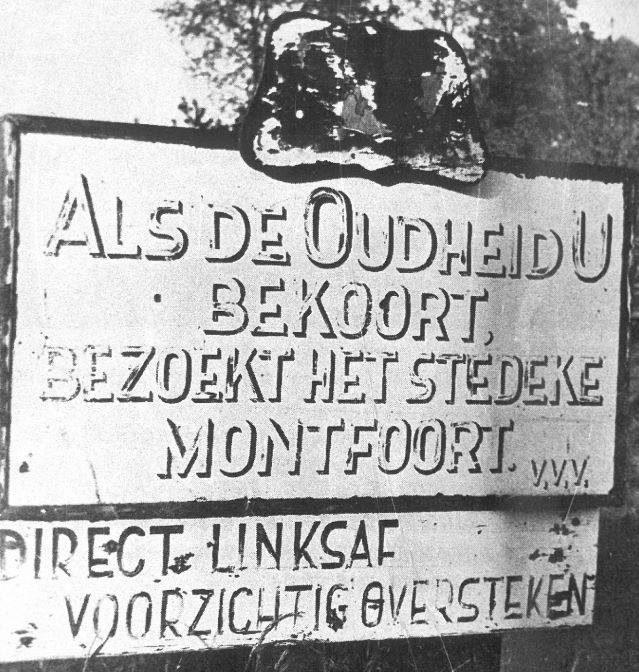 ALS DE OUDHEID U
BEKOORT,
BEZOEKT HET STEDEKE
MONTFOORT.
V.V.V.
DIRECT LINKSAF
VOORZICHTIG OVERSTEKEN